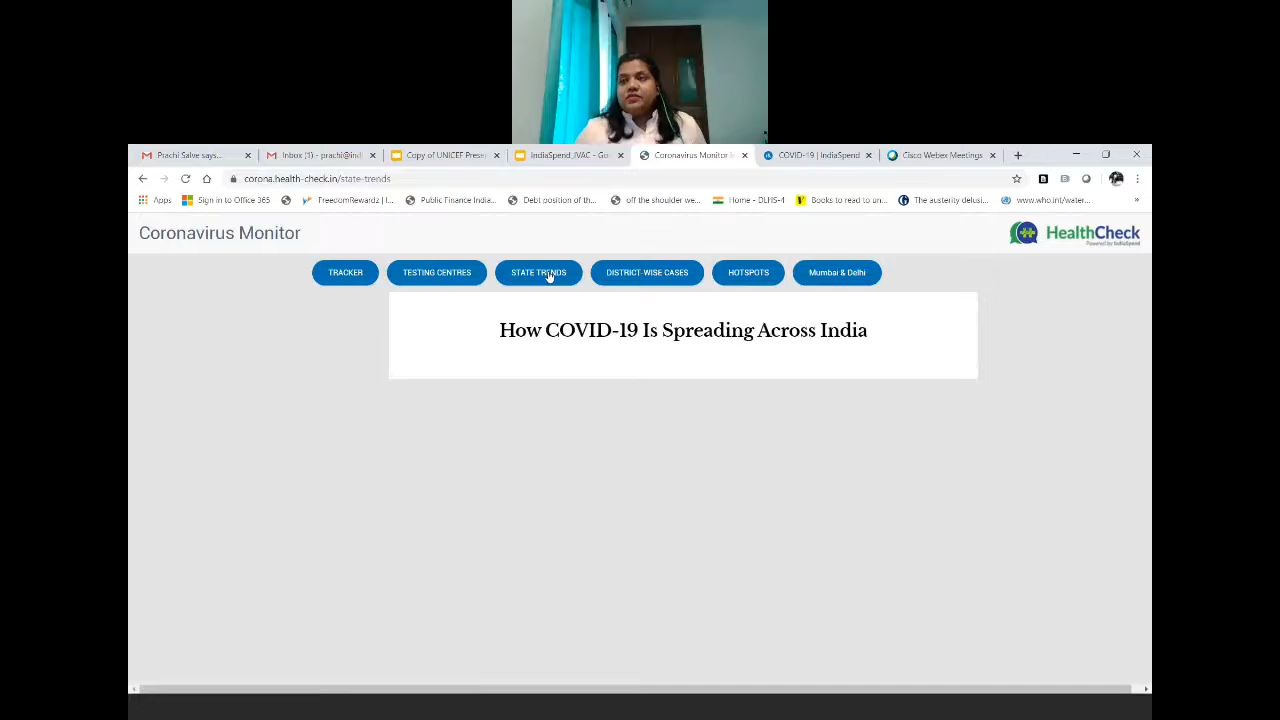 Prachi Salve says...
Inbox (1) - prachi@ind
Copy of UNICEF Prese
IndiaSpend_IVAC - Go
Coronavirus Monitor
COVID-19 | IndiaSpend
Cisco Webex Meetings
corona.health-check.in/state-trends
Apps
Sign in to Office 365
FreedomRewardz | I...
Public Finance India...
Debt position of th...
off the shoulder we...
Home - DLHS-4
Books to read to un...
The austerity delusi...
www.who.int/water...
Coronavirus Monitor
HealthCheck
Powered by IndiaSpend
TRACKER
TESTING CENTRES
STATE TRENDS
DISTRICT-WISE CASES
HOTSPOTS
Mumbai & Delhi
How COVID-19 Is Spreading Across India